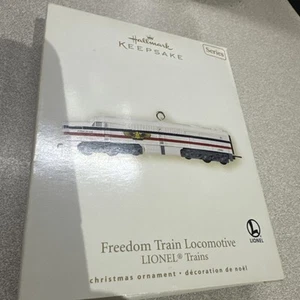 Hallmark
KEEPSAKE
Series
Freedom Train Locomotive
LIONEL® Trains
LIONEL
christmas ornament • décoration de noël